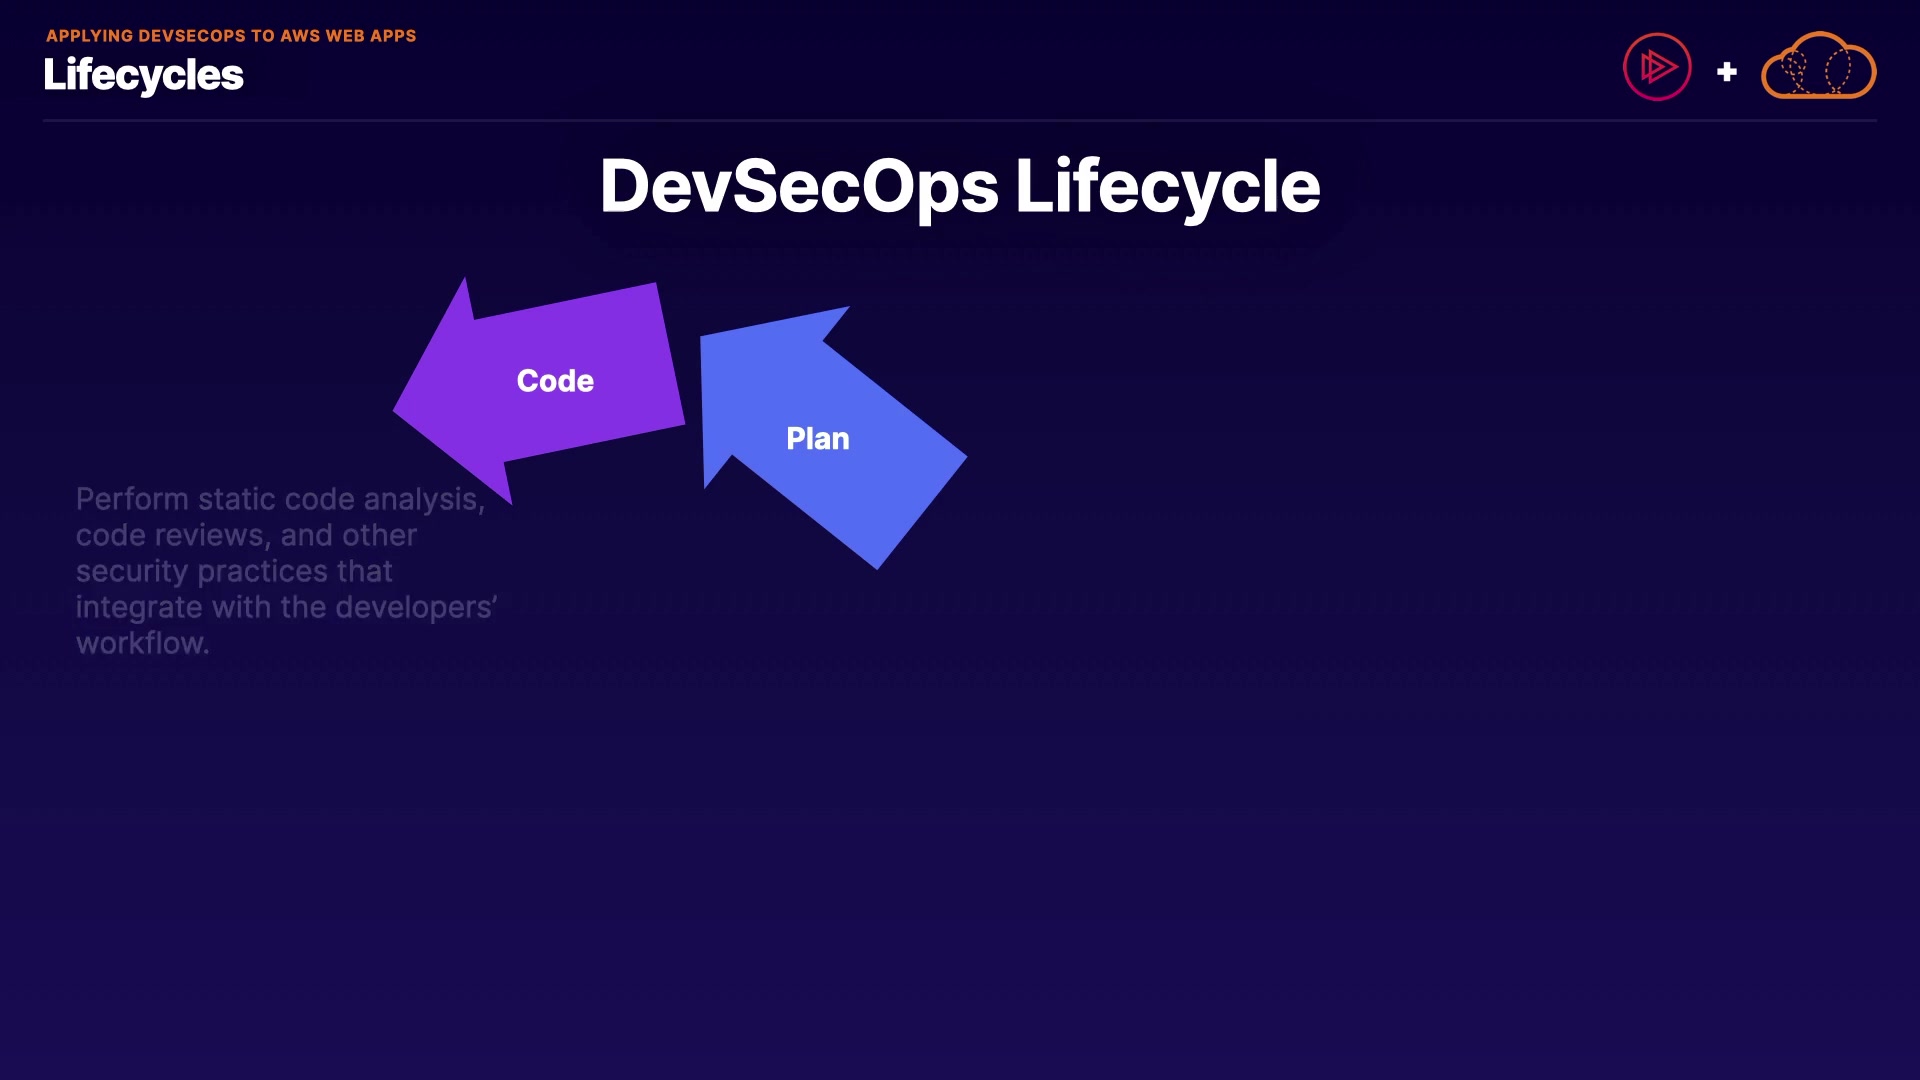 APPLYING DEVSECOPS TO AWS WEB APPS
Lifecycles
DevSecOps Lifecycle
Code
Plan
Perform static code analysis,
code reviews, and other
security practices that
integrate with the developers’
workflow.